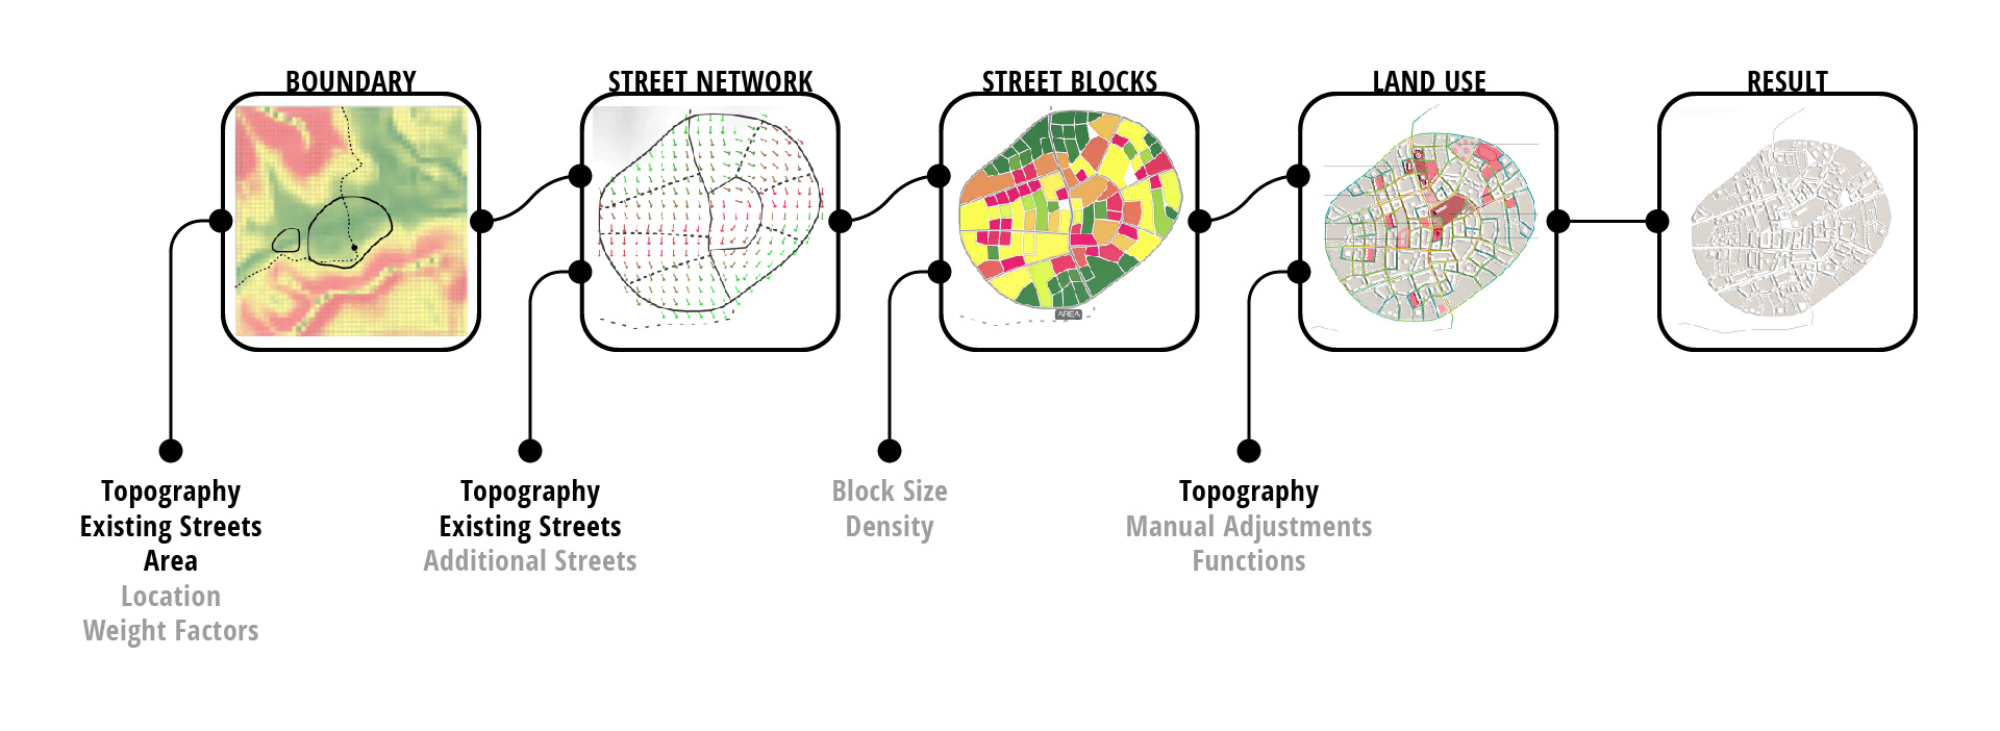 BOUNDARY
STREET NETWORK
STREET BLOCKS
LAND USE
RESULT
AREA
Topography
Existing Streets
Area
Location
Weight Factors
Topography
Existing Streets
Additional Streets
Block Size
Density
Topography
Manual Adjustments
Functions